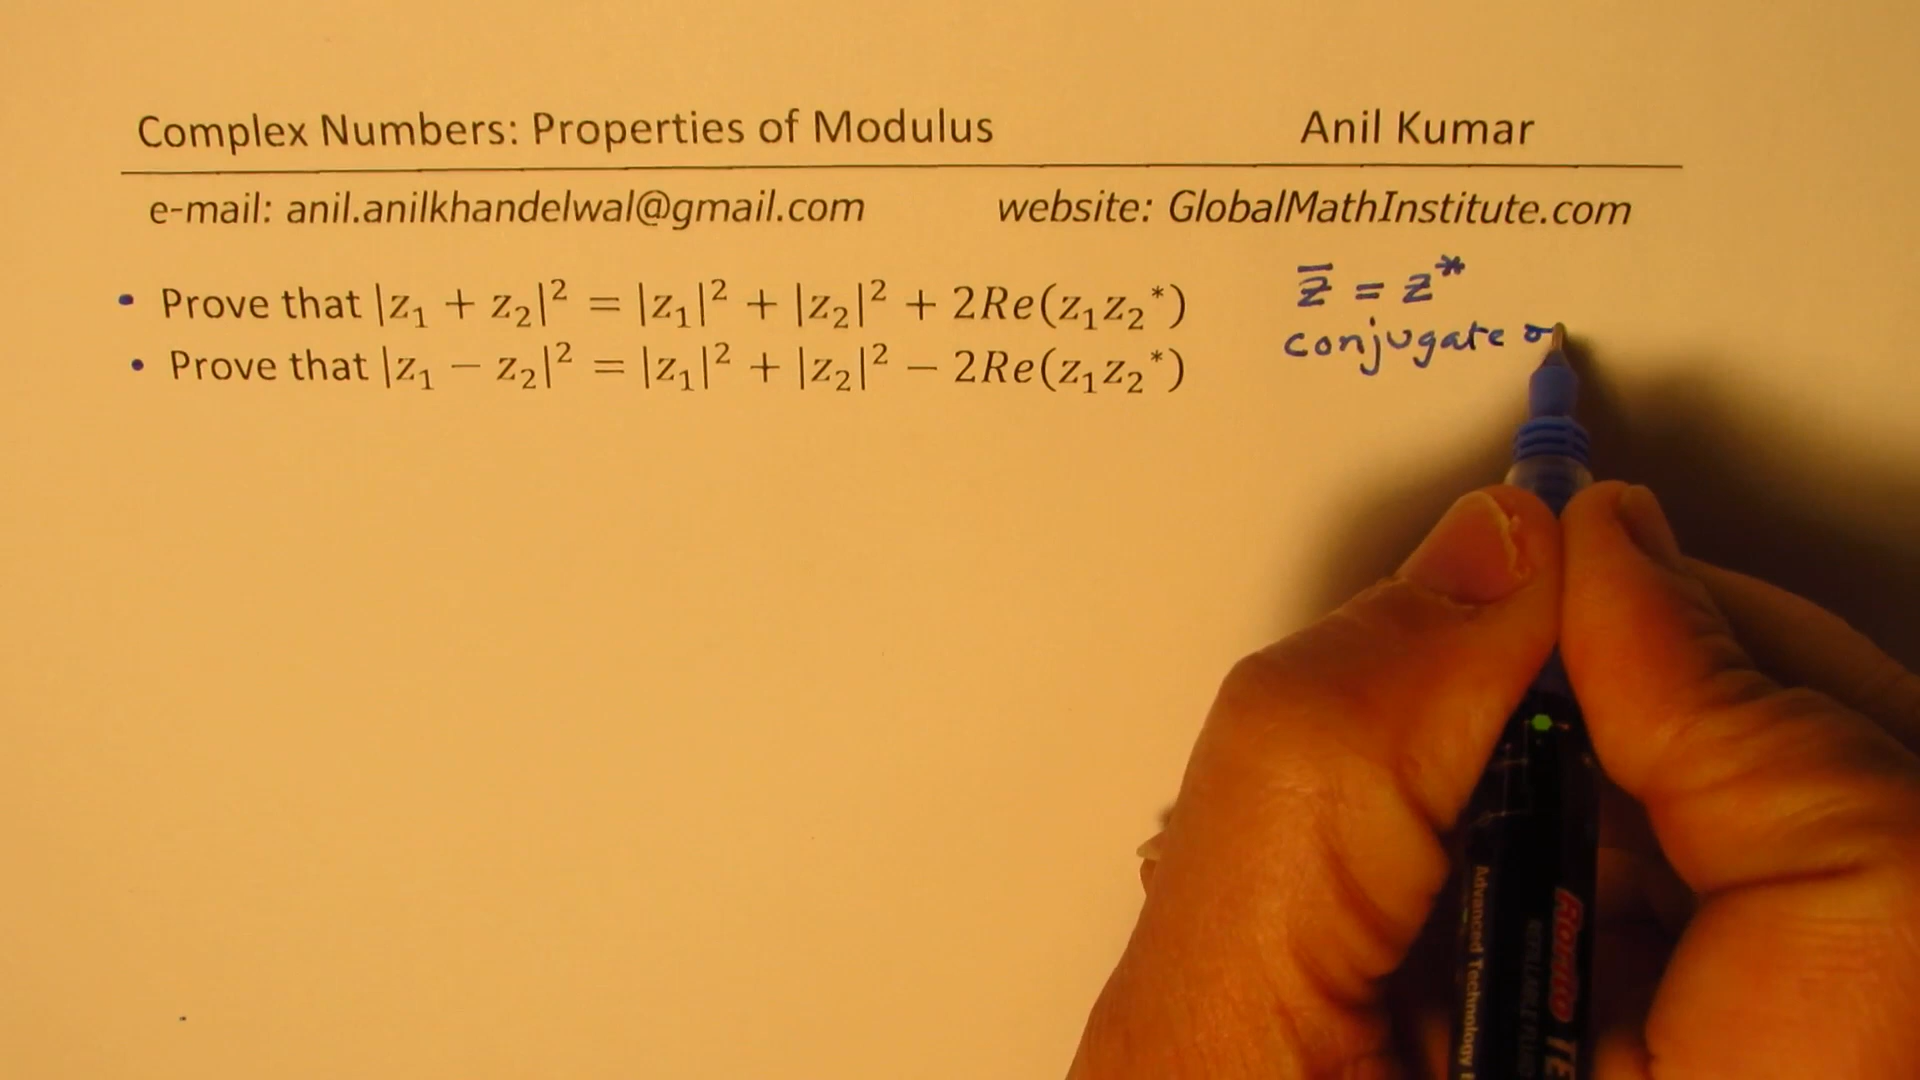 Complex Numbers: Properties of Modulus Anil Kumar
e-mail: anil.anilkhandelwal@gmail.com website: GlobalMathInstitute.com
• Prove that |z₁ + z₂|² = |z₁|² + |z₂|² + 2Re(z₁z₂*)
• Prove that |z₁ − z₂|² = |z₁|² + |z₂|² − 2Re(z₁z₂*)
z̅ = z*
conjugate o
Advanced Technology